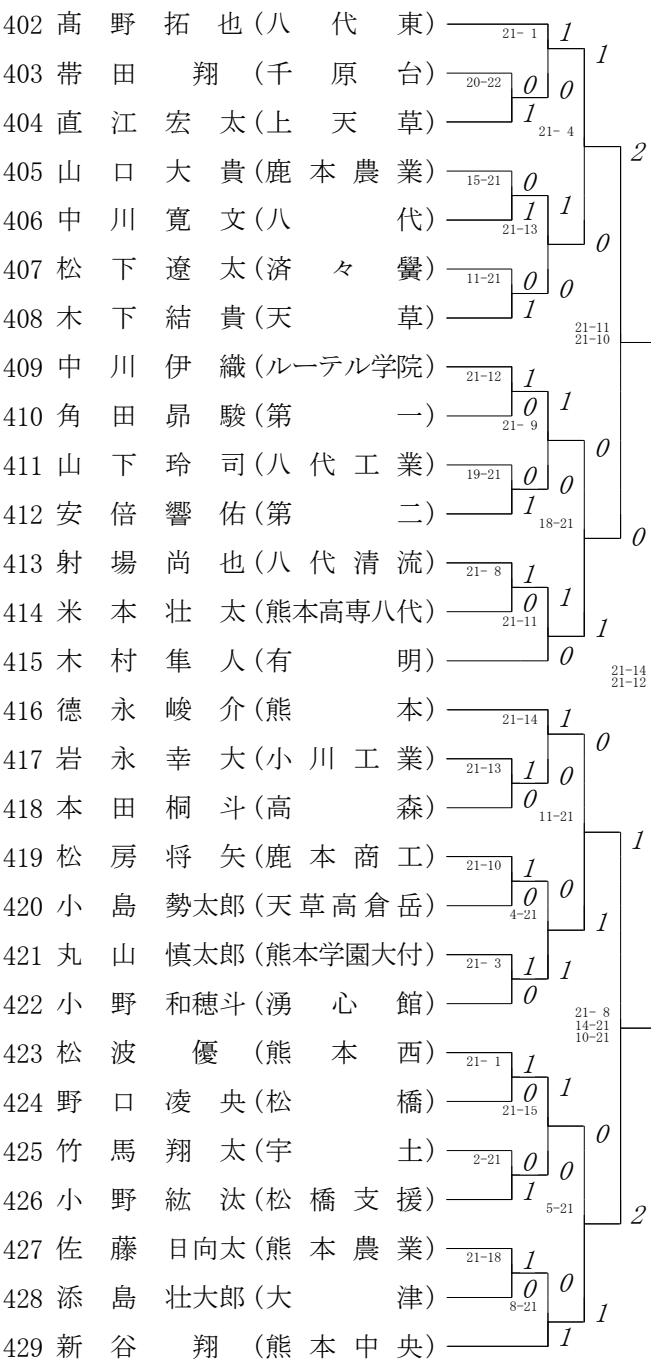 402 髙野拓也(八代東)
21- 1 1 1
403 帯田翔(千原台)
20-22 0 0
404 直江宏太(上天草)
1 21- 4
2
405 山口大貴(鹿本農業)
15-21 0
406 中川寛文(八代)
1 1 21-13
0
407 松下遼太(済々黌)
11-21 0 0
408 木下結貴(天草)
1
21-11
21-10
409 中川伊織(ルーテル学院)
21-12 1 1
410 角田昴駿(第一)
0 21- 9
0
411 山下玲司(八代工業)
19-21 0 0
412 安倍響佑(第二)
1 18-21
0
413 射場尚也(八代清流)
21- 8 1 1
414 米本壮太(熊本高専八代)
0 21-11
1
415 木村隼人(有明)
0
21-14
21-12
416 德永峻介(熊本)
21-14 1 0
417 岩永幸大(小川工業)
21-13 1 0
418 本田桐斗(高森)
0 11-21
1
419 松房将矢(鹿本商工)
21-10 1 0
420 小島勢太郎(天草高倉岳)
0 4-21
1
421 丸山慎太郎(熊本学園大付)
21- 3 1 1
422 小野和穂斗(湧心館)
0
21- 8
14-21
10-21
423 松波優(熊本西)
21- 1 1 1
424 野口凌央(松橋)
0 21-15
0
425 竹馬翔太(宇土)
2-21 0 0
426 小野紘汰(松橋支援)
1 5-21
2
427 佐藤日向太(熊本農業)
21-18 1 0
428 添島壮大郎(大津)
0 8-21
1
429 新谷翔(熊本中央)
1